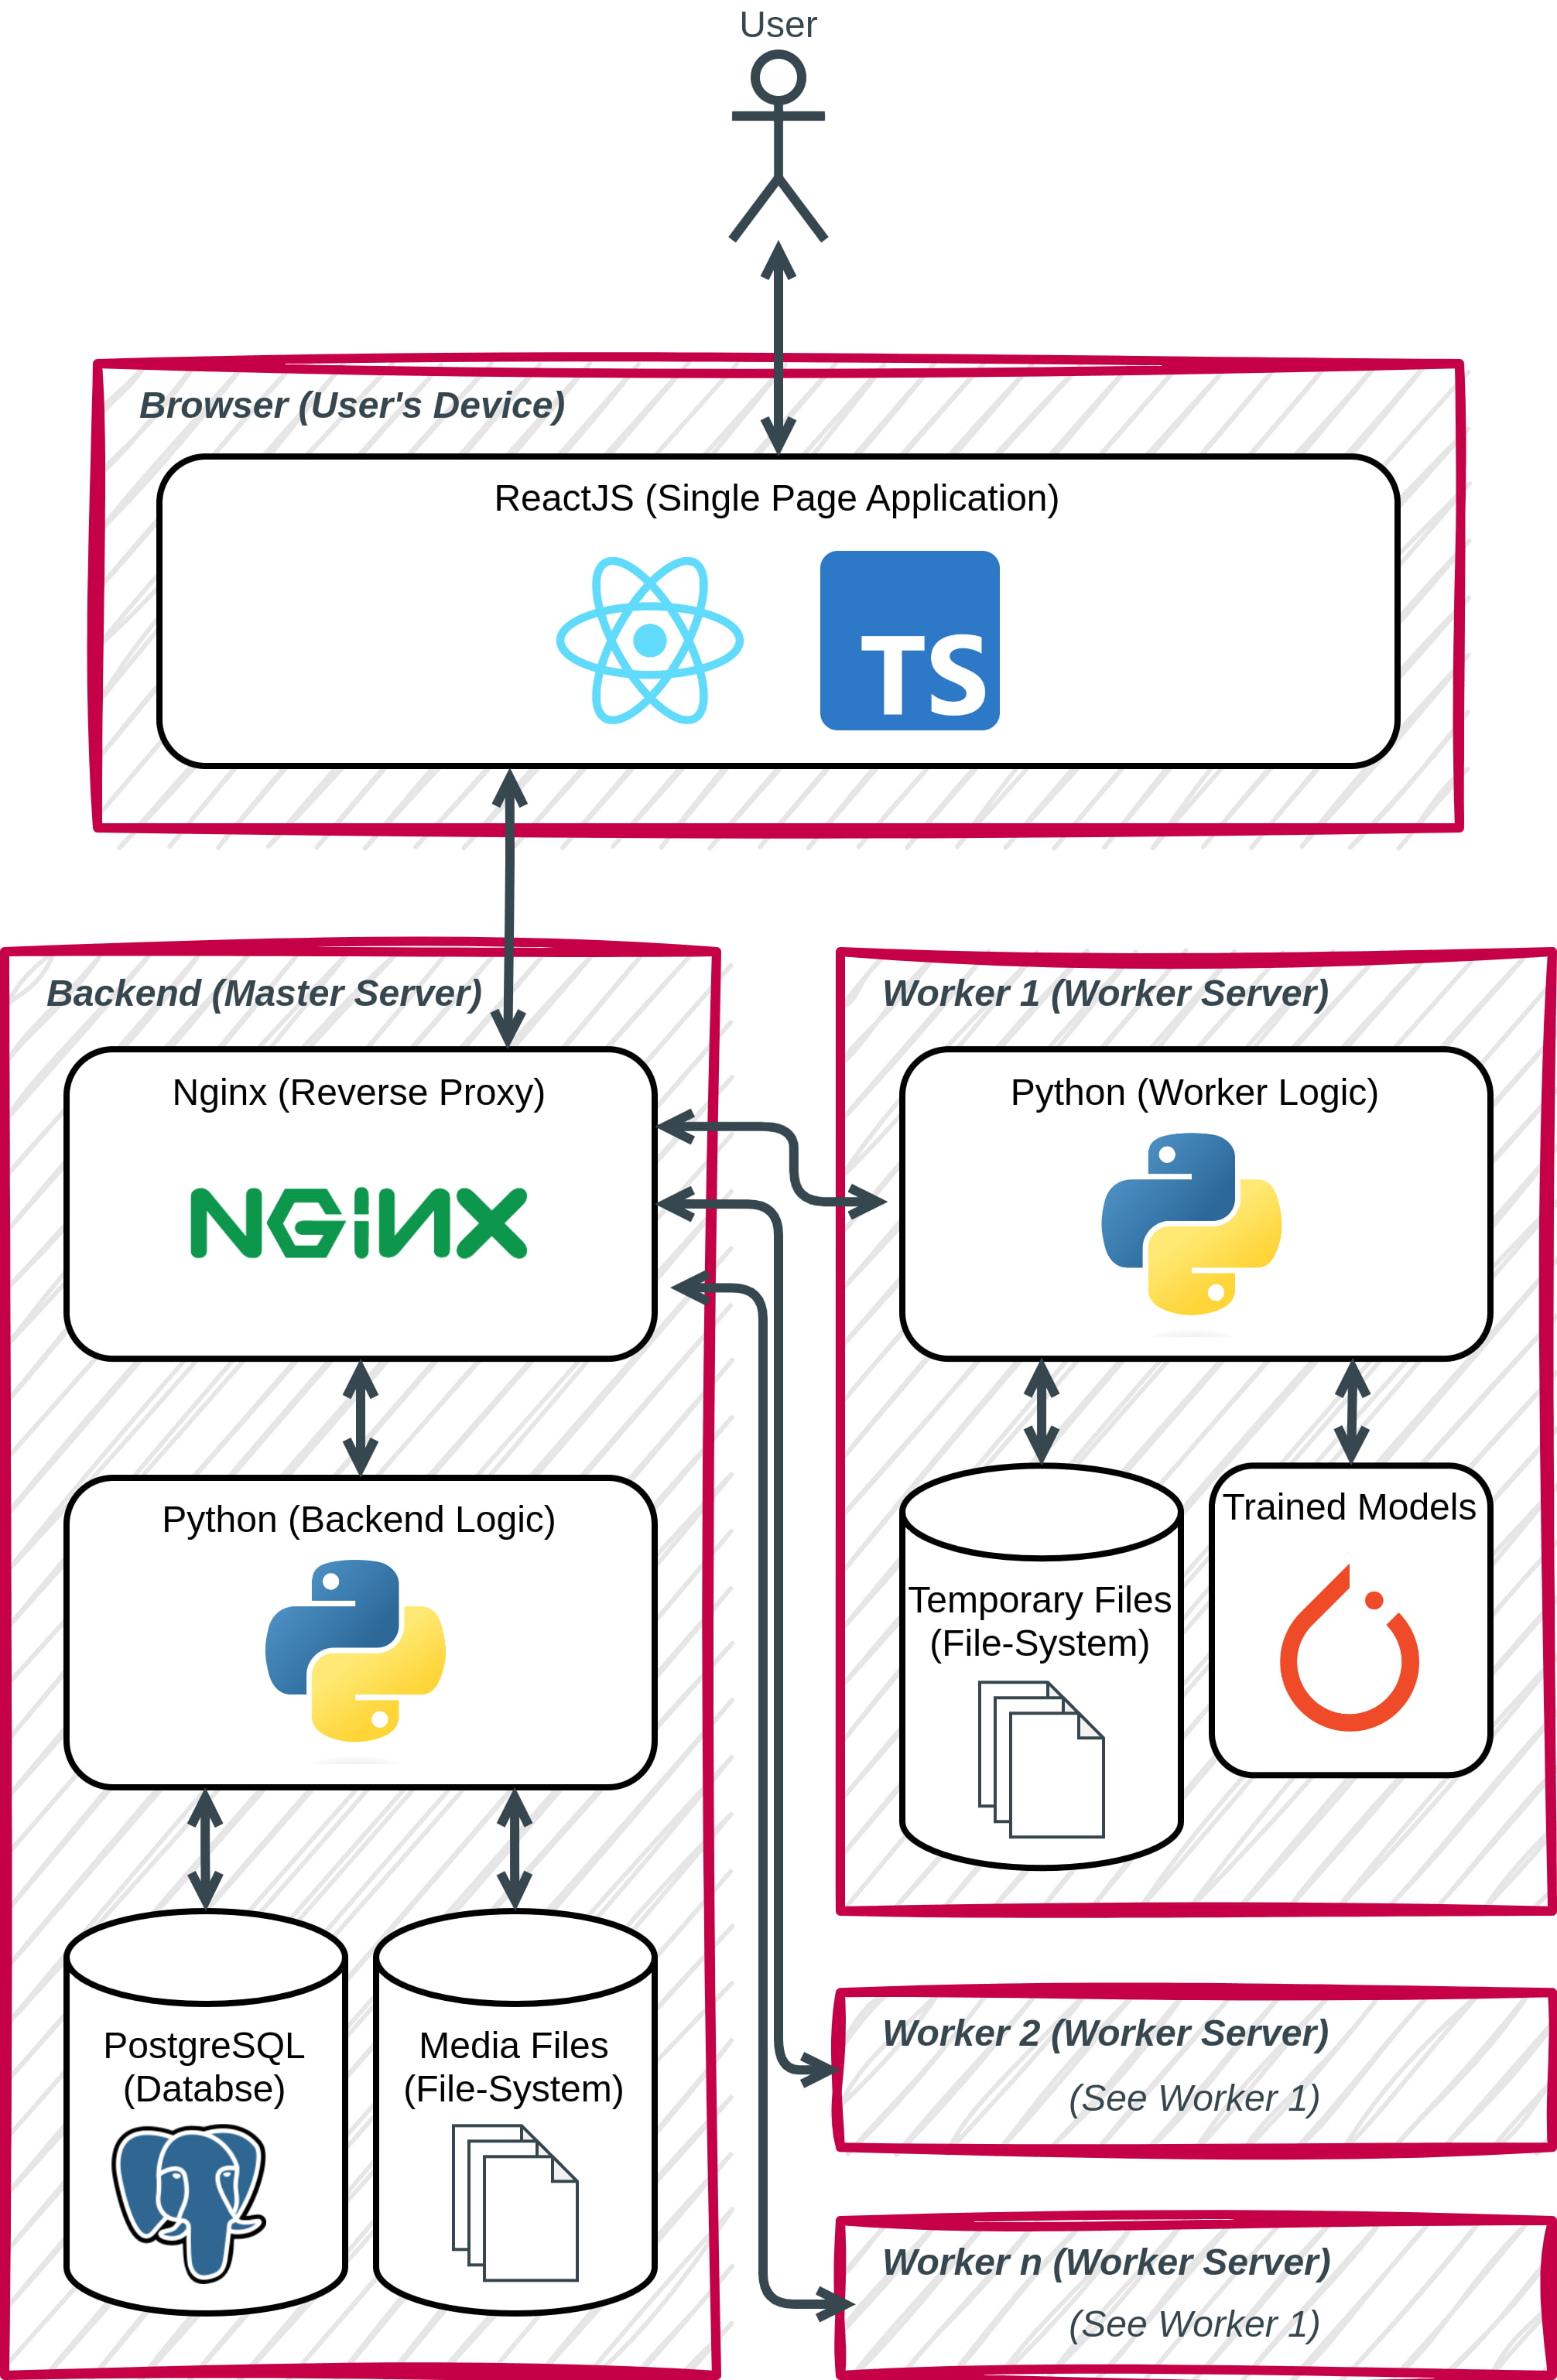 User
Browser (User's Device)
ReactJS (Single Page Application)
TS
Backend (Master Server)
Nginx (Reverse Proxy)
NGiNX
Python (Backend Logic)
PostgreSQL
(Databse)
Media Files
(File-System)
Worker 1 (Worker Server)
Python (Worker Logic)
Temporary Files
(File-System)
Trained Models
Worker 2 (Worker Server)
(See Worker 1)
Worker n (Worker Server)
(See Worker 1)